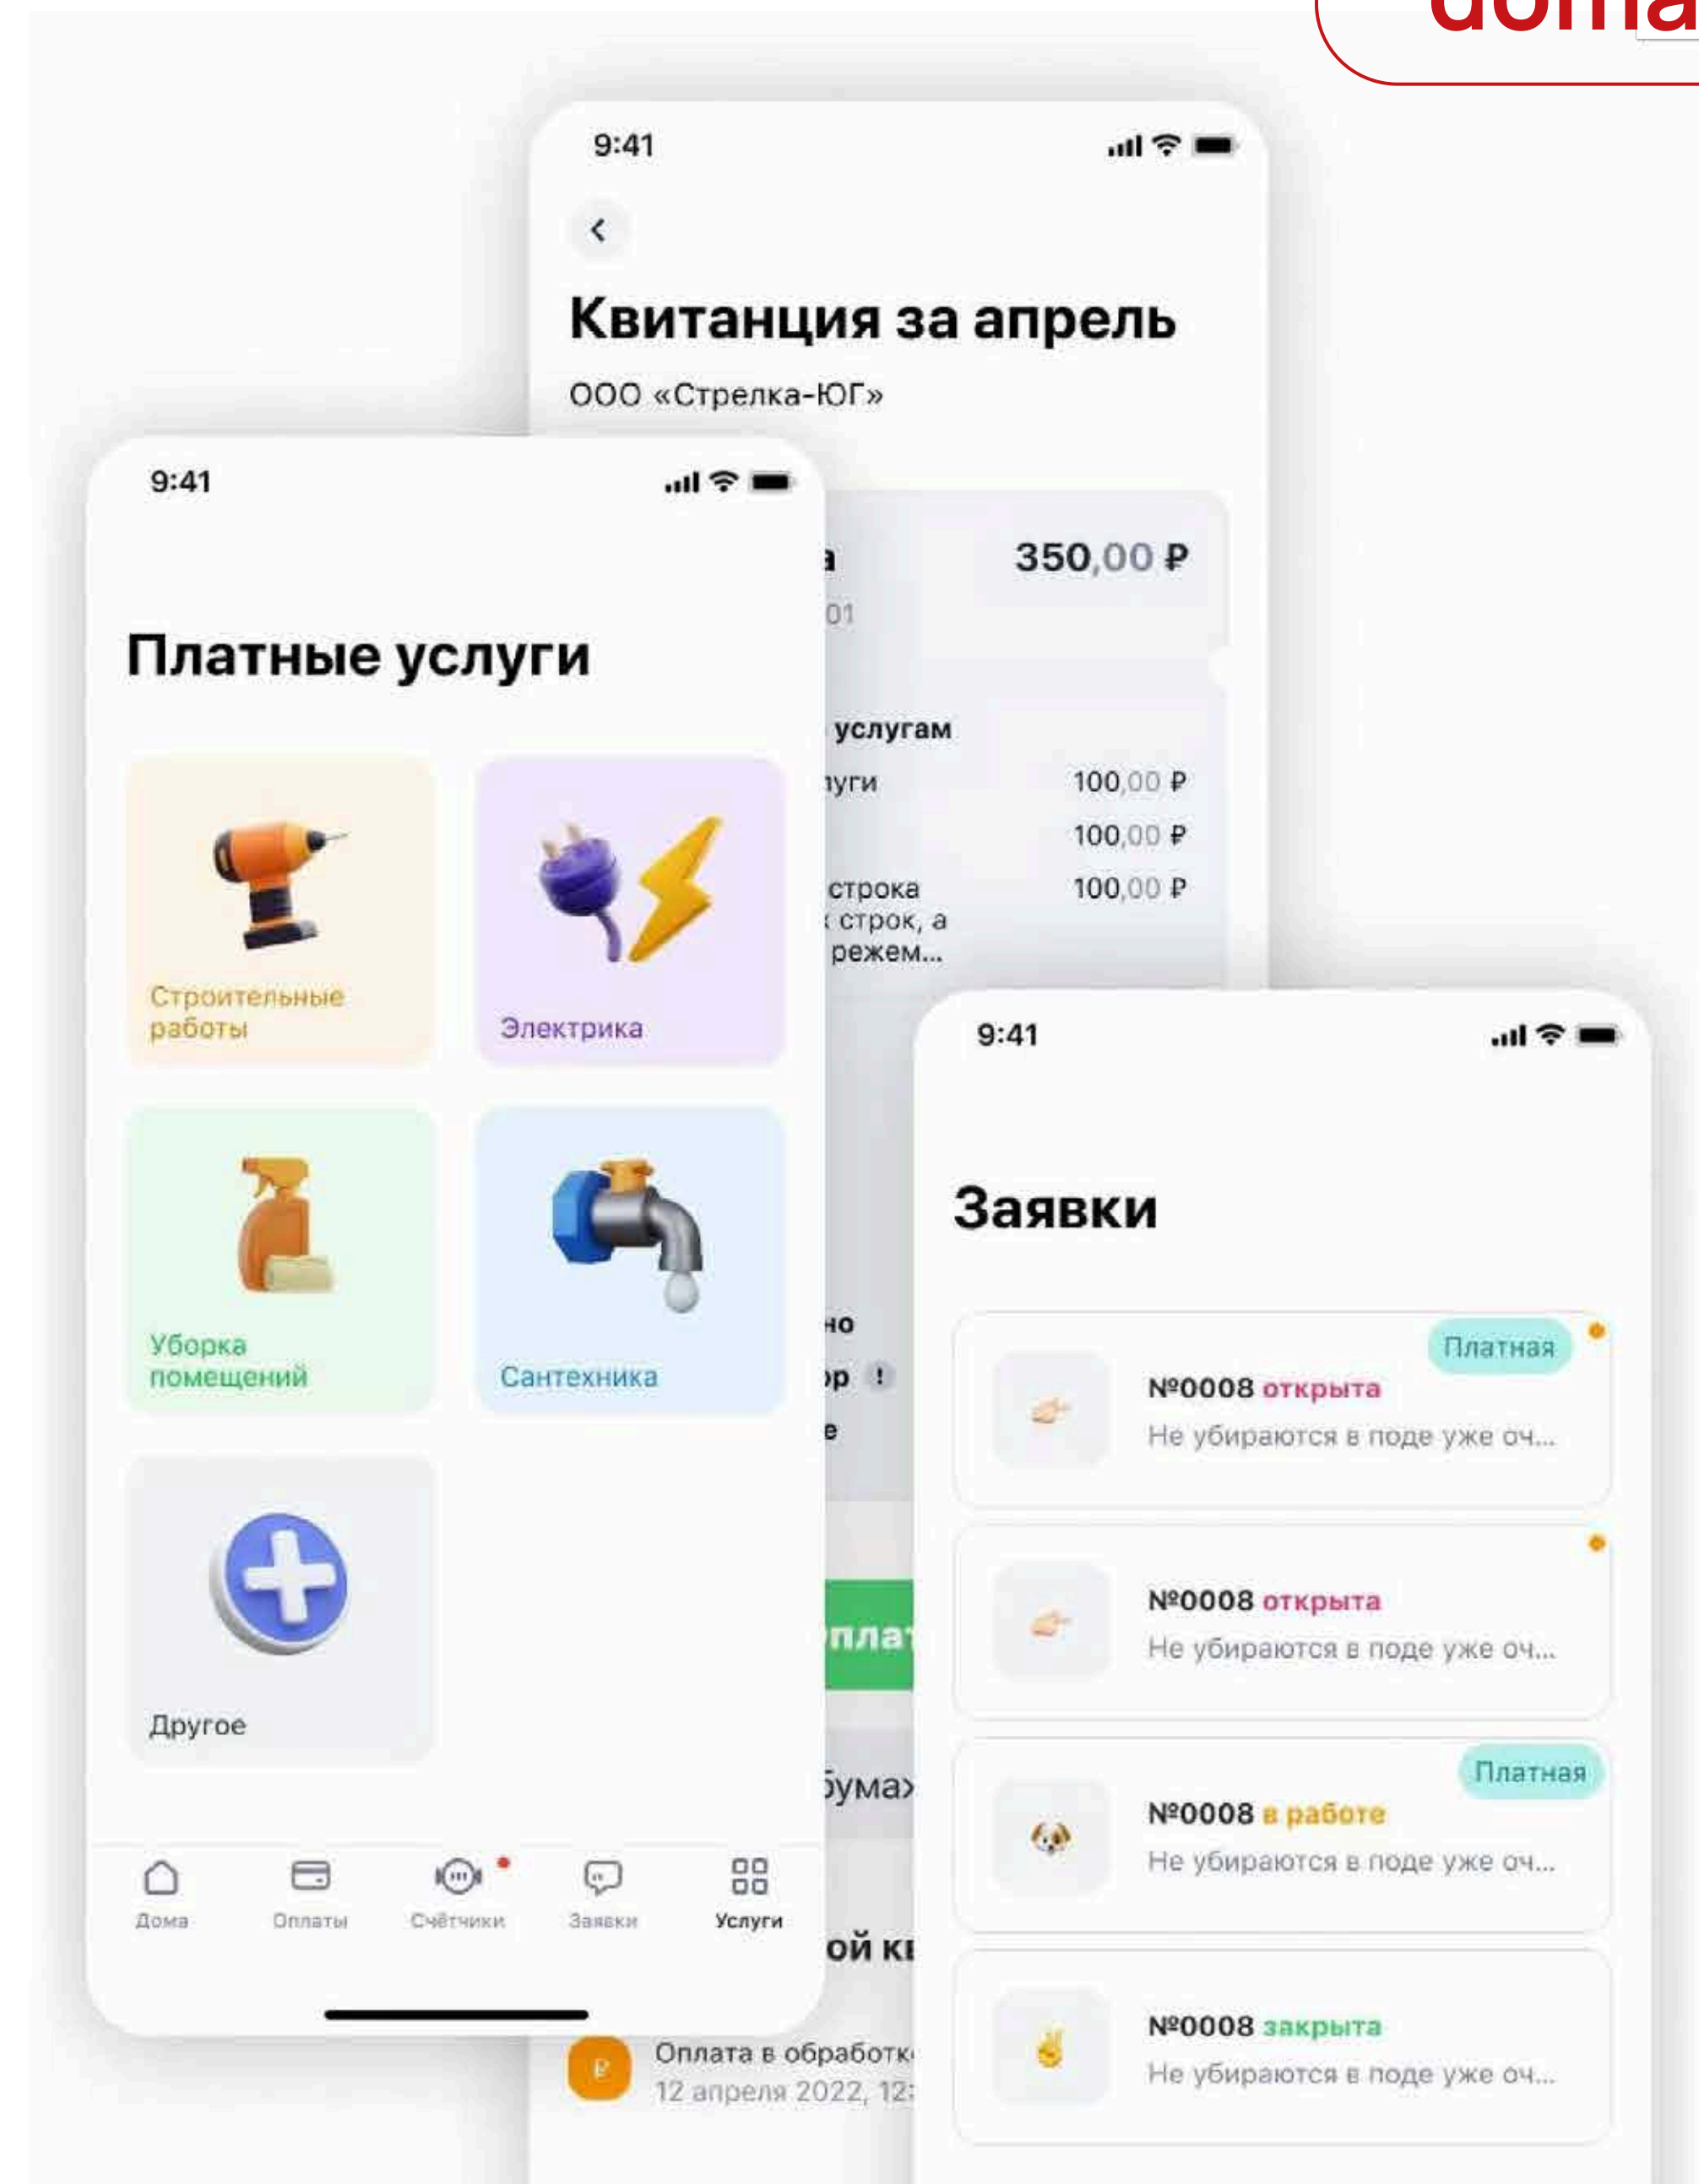 9:41
Квитанция за апрель
ООО «Стрелка-ЮГ»
350,00 ₽
01
услугам
100,00 ₽
100,00 ₽
строка
100,00 ₽
строк, а
режем...
9:41
Платные услуги
Строительные
работы
Электрика
Уборка
помещений
Сантехника
Другое
Дома
Оплаты
Счётчики
Заявки
Услуги
Оплата в
12 апреля 2022,
9:41
Заявки
Платная
№0008 открыта
Не убираются в поде уже оч...
№0008 открыта
Не убираются в поде уже оч...
Платная
№0008 в работе
Не убираются в поде уже оч...
№0008 закрыта
Не убираются в поде уже оч...